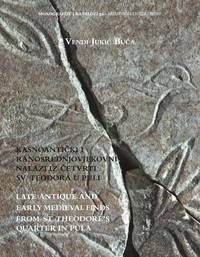 VENDI JUKIĆ BUČA
KASNOANTIČKI I
RANOSREDNJOVJEKOVNI
NALAZI IZ ČETVRTI
SV. TEODORA U PULI
LATE ANTIQUE AND
EARLY MEDIEVAL FINDS
FROM ST. THEODORE'S
QUARTER IN PULA